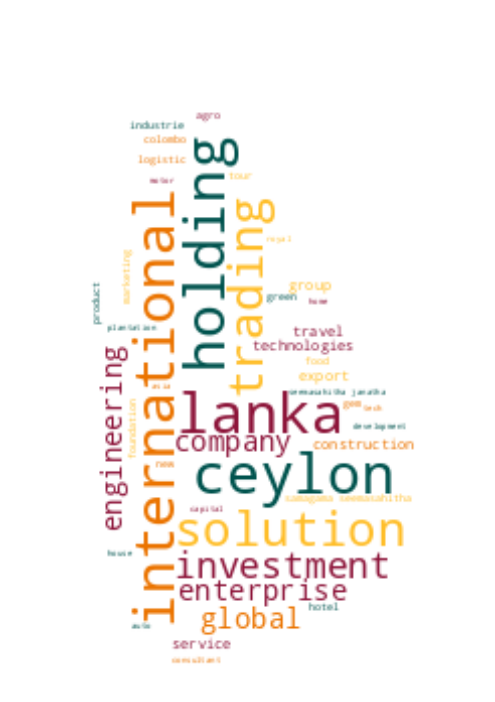 agro
industrie
colombo
logistic
motor
holding
tour
international
trading
royal
marketing
product
group
green
home
plantation
travel
technologies
engineering
food
export
asia
seemasahitha janatha
lanka
gem
tech
foundation
development
company
construction
new
ceylon
samagama seemasahitha
capital
solution
house
investment
enterprise
hotel
global
auto
service
consultant